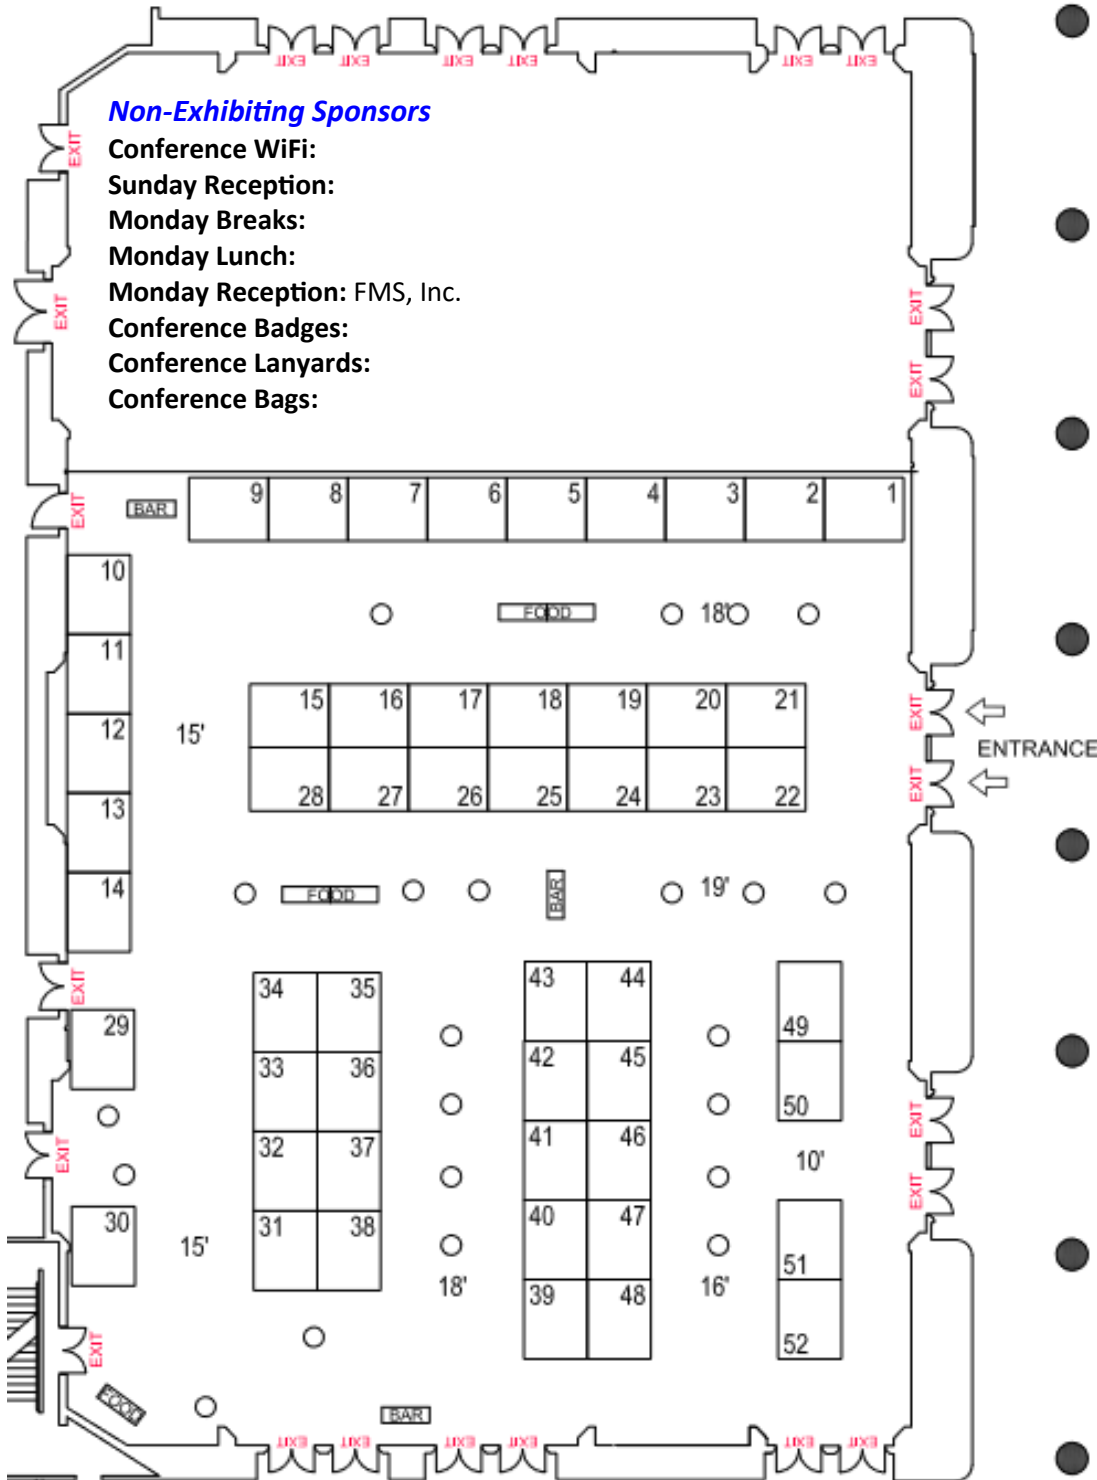 EXIT EXIT EXIT EXIT EXIT EXIT
Non-Exhibiting Sponsors
Conference WiFi:
EXIT
Sunday Reception:
Monday Breaks:
Monday Lunch:
Monday Reception: FMS, Inc.
EXIT
EXIT
Conference Badges:
Conference Lanyards:
EXIT
Conference Bags:
9 8 7 6 5 4 3 2 1
EXIT
BAR
10
FOOD
18'
11
15 16 17 18 19 20 21
EXIT
12
15'
ENTRANCE
EXIT
28 27 26 25 24 23 22
13
14
FOOD
BAR
19'
EXIT
34 35
43 44
29
49
33 36
42 45
50
EXIT
EXIT
32 37
41 46
10'
EXIT
30
31 38
40 47
15'
51
18'
16'
39 48
EXIT
52
FOOD
BAR
EXIT EXIT EXIT EXIT EXIT EXIT